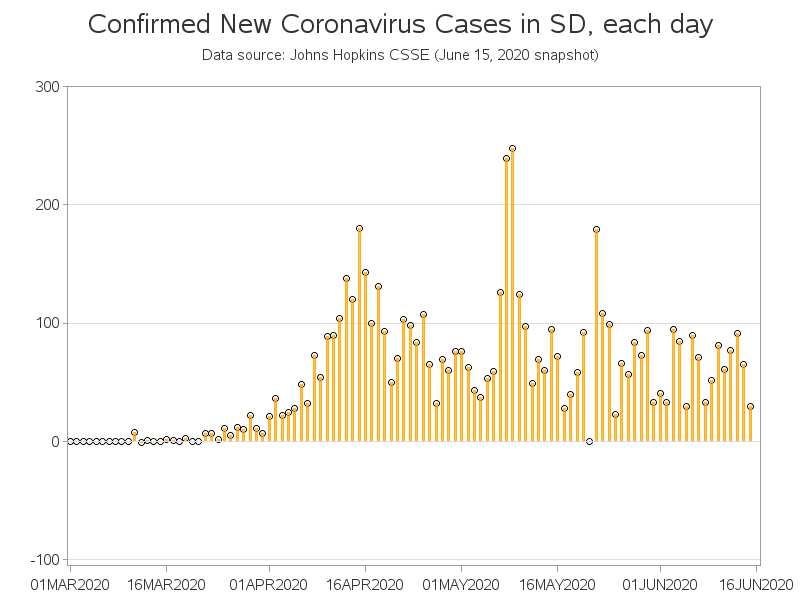 Confirmed New Coronavirus Cases in SD, each day
Data source: Johns Hopkins CSSE (June 15, 2020 snapshot)
300
200
100
0
-100
01MAR2020 16MAR2020 01APR2020 16APR2020 01MAY2020 16MAY2020 01JUN2020 16JUN2020